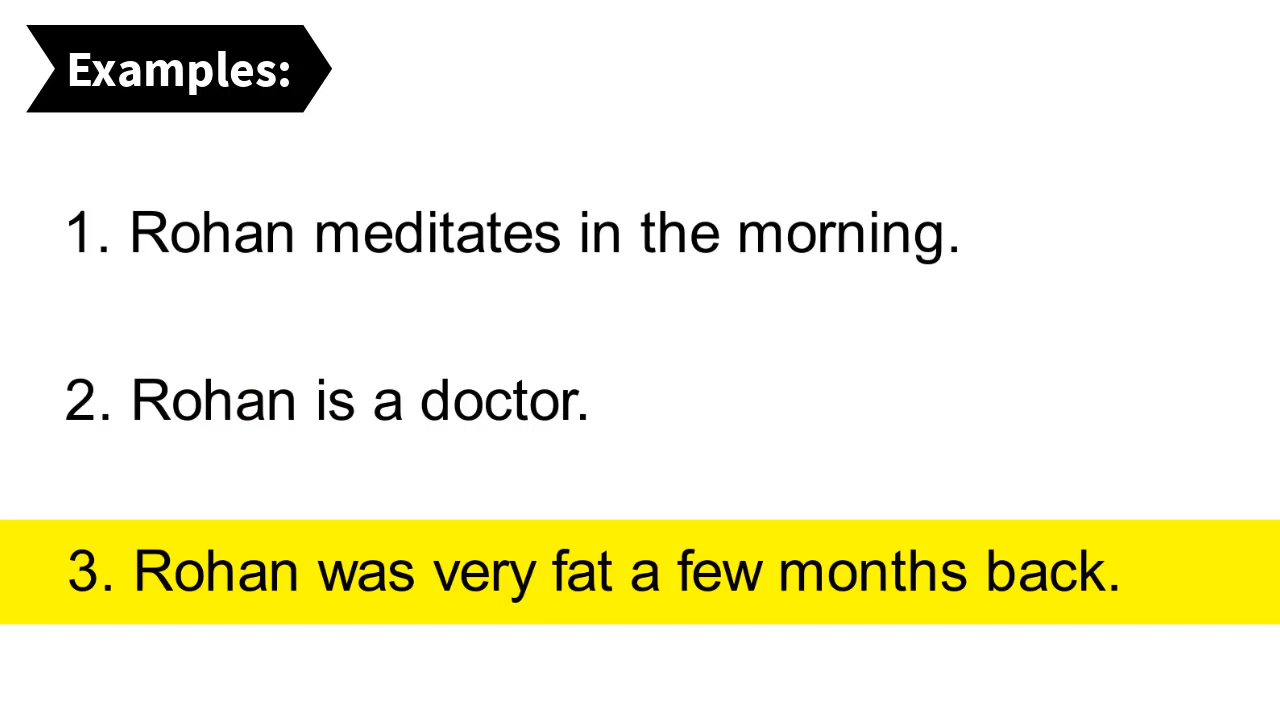 Examples:
1. Rohan meditates in the morning.
2. Rohan is a doctor.
3. Rohan was very fat a few months back.